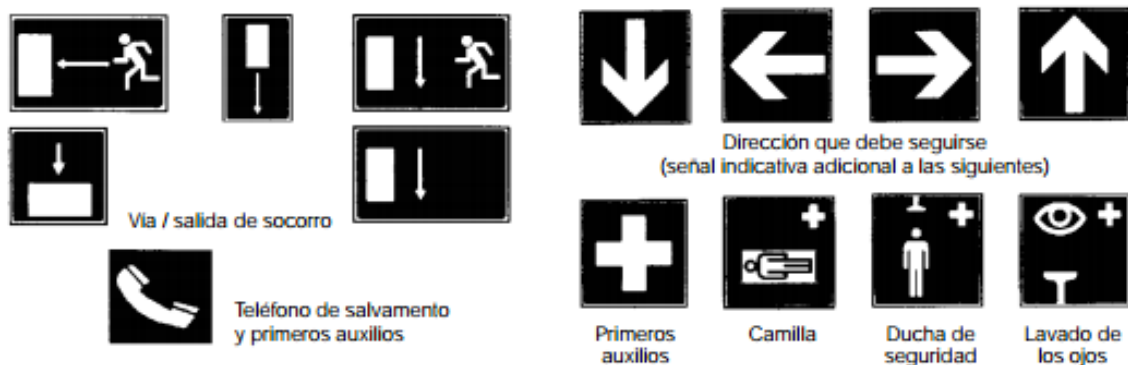 Vía / salida de socorro
Teléfono de salvamento
y primeros auxilios
Dirección que debe seguirse
(señal indicativa adicional a las siguientes)
Primeros
auxilios
Camilla
Ducha de
seguridad
Lavado de
los ojos